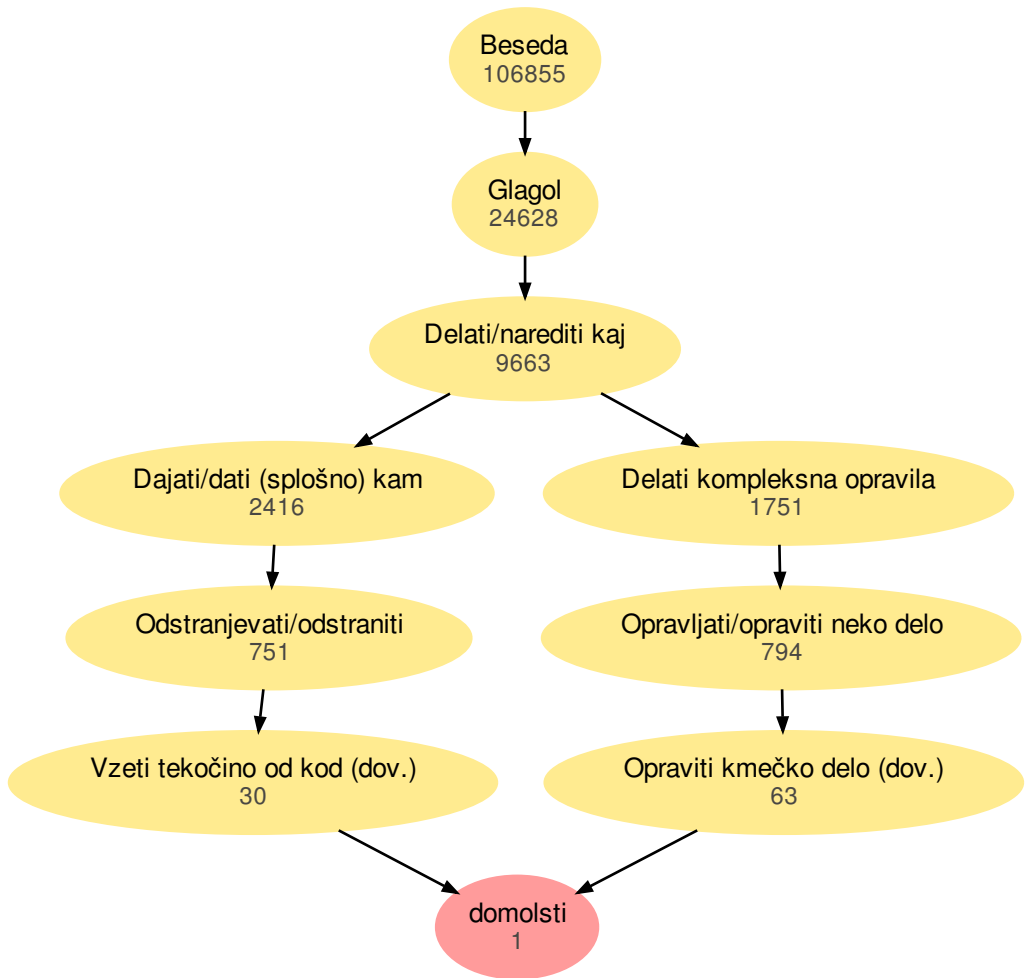 Beseda
106855
Glagol
24628
Delati/narediti kaj
9663
Dajati/dati (splošno) kam
2416
Delati kompleksna opravila
1751
Odstranjevati/odstraniti
751
Opravljati/opraviti neko delo
794
Vzeti tekočino od kod (dov.)
30
Opraviti kmečko delo (dov.)
63
domolsti
1